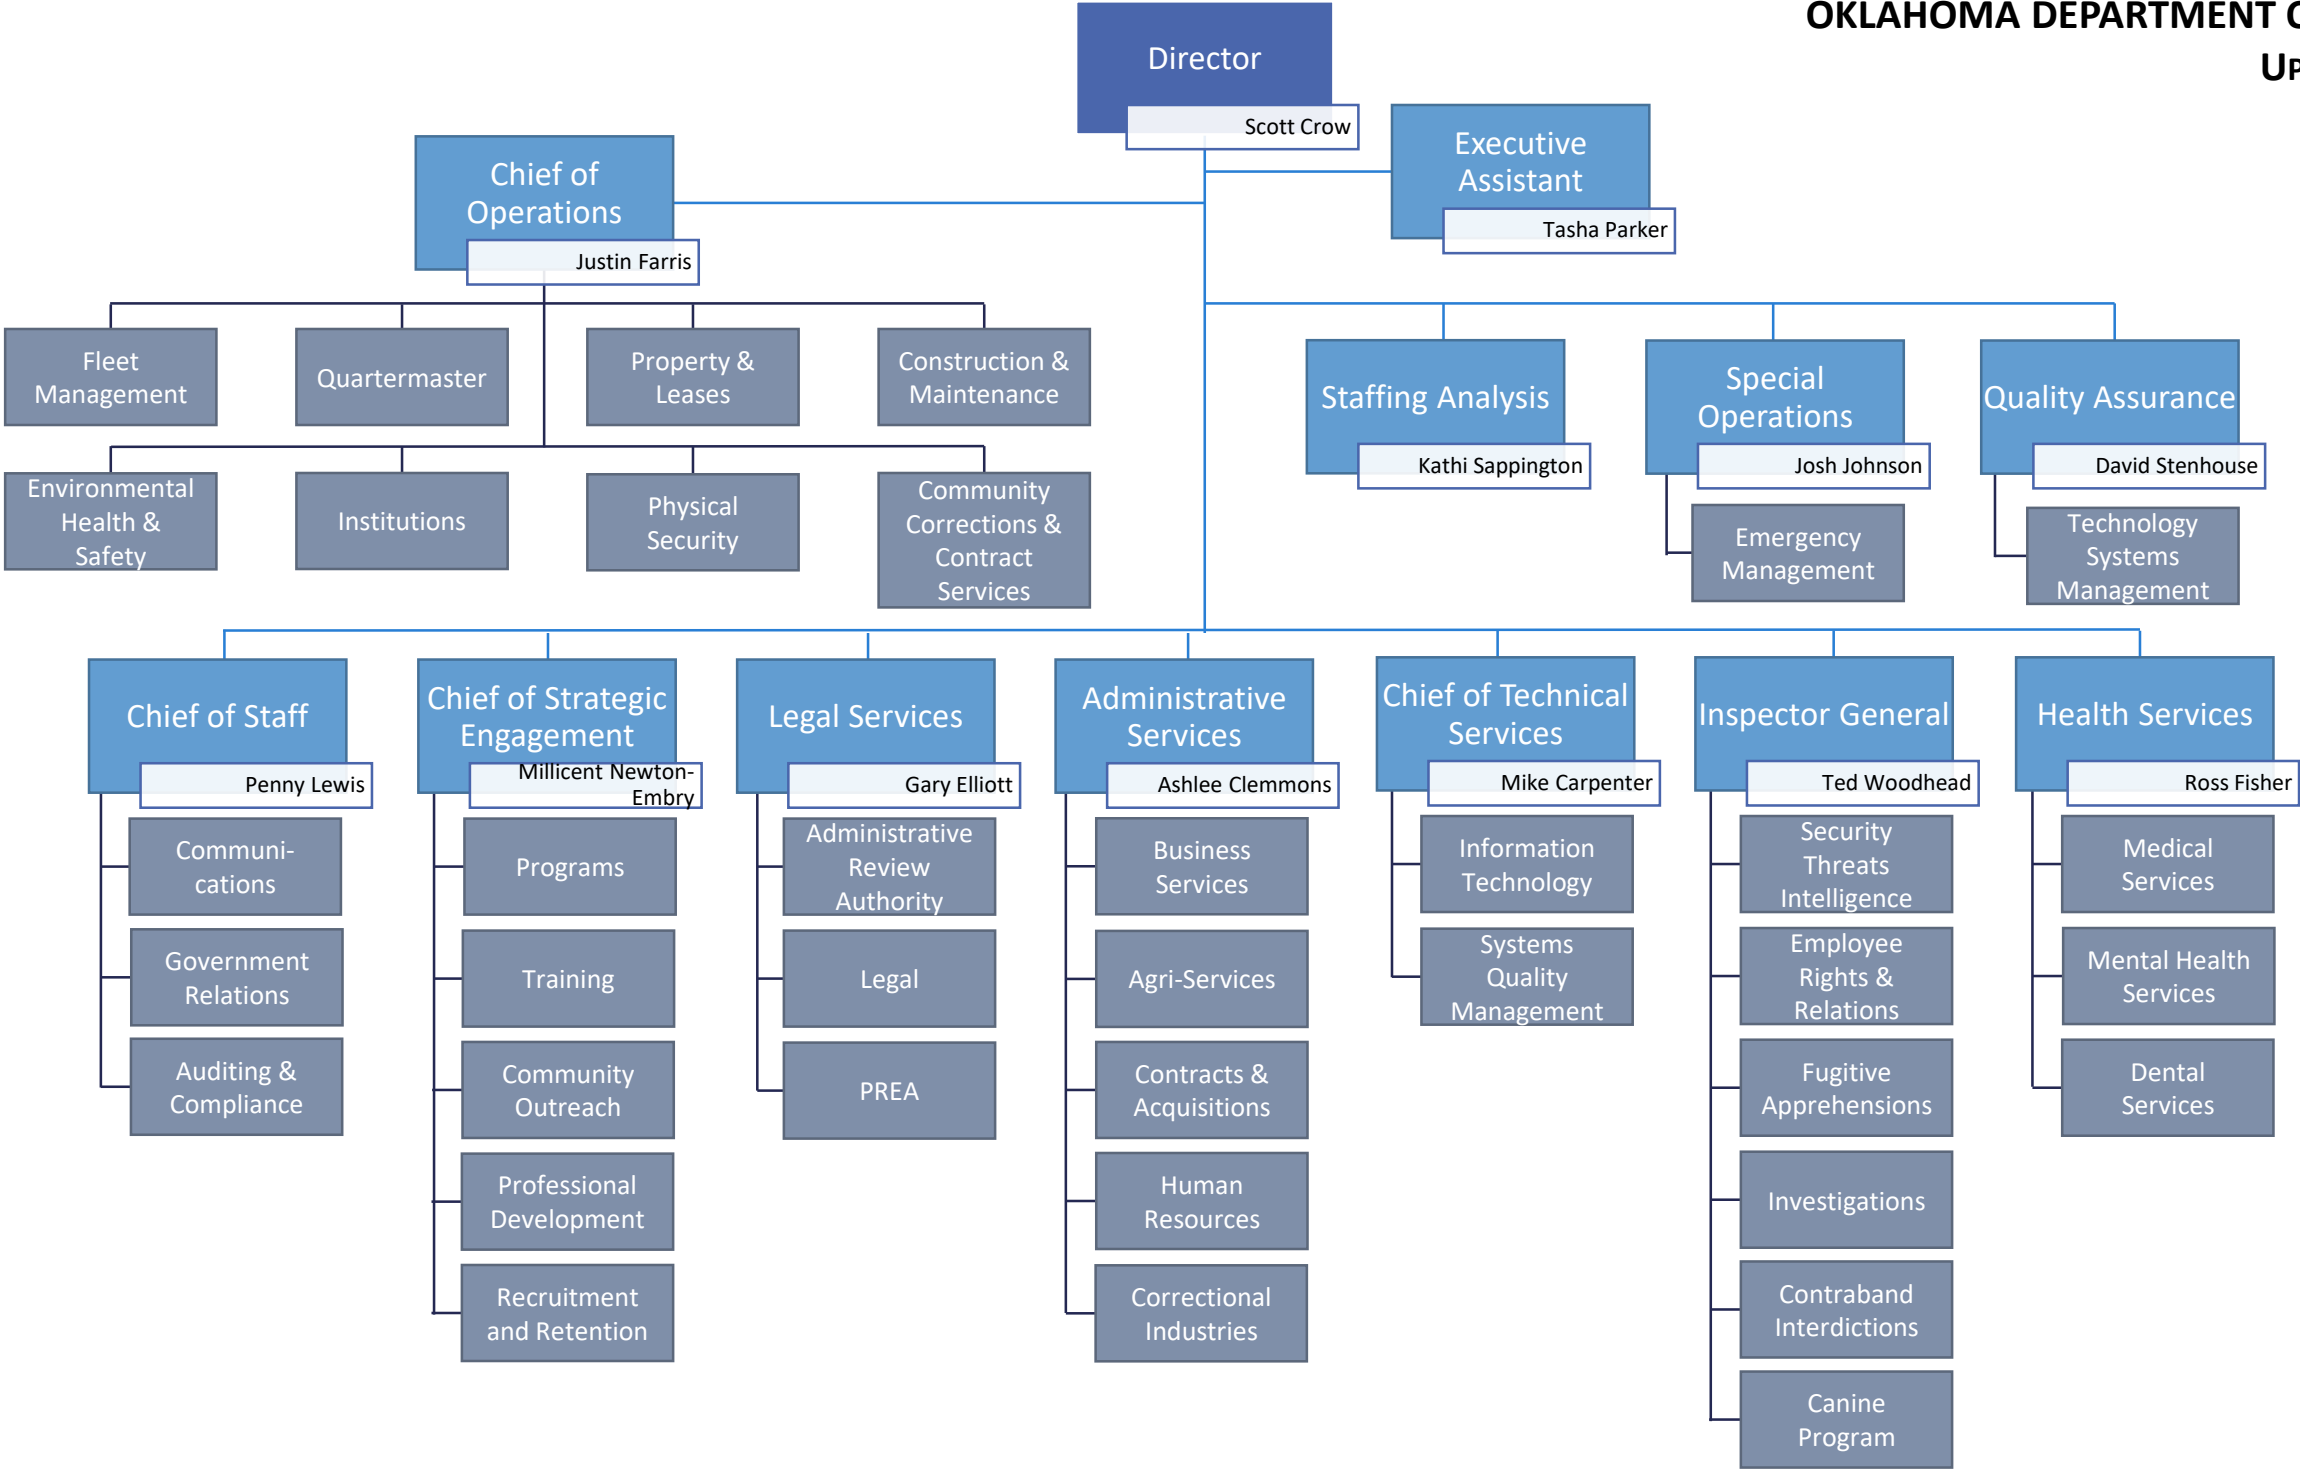 OKLAHOMA DEPARTMENT
UP
Director
Scott Crow
Executive
Assistant
Tasha Parker
Chief of
Operations
Justin Farris
Fleet
Management
Quartermaster
Property &
Leases
Construction &
Maintenance
Environmental
Health &
Safety
Institutions
Physical
Security
Community
Corrections &
Contract
Services
Staffing Analysis
Kathi Sappington
Special
Operations
Josh Johnson
Emergency
Management
Quality Assurance
David Stenhouse
Technology
Systems
Management
Chief of Staff
Penny Lewis
Communi-
cations
Government
Relations
Auditing &
Compliance
Chief of Strategic
Engagement
Millicent Newton-
Embry
Programs
Training
Community
Outreach
Professional
Development
Recruitment
and Retention
Legal Services
Gary Elliott
Administrative
Review
Authority
Legal
PREA
Administrative
Services
Ashlee Clemmons
Business
Services
Agri-Services
Contracts &
Acquisitions
Human
Resources
Correctional
Industries
Chief of Technical
Services
Mike Carpenter
Information
Technology
Systems
Quality
Management
Inspector General
Ted Woodhead
Security
Threats
Intelligence
Employee
Rights &
Relations
Fugitive
Apprehensions
Investigations
Contraband
Interdictions
Canine
Program
Health Services
Ross Fisher
Medical
Services
Mental Health
Services
Dental
Services